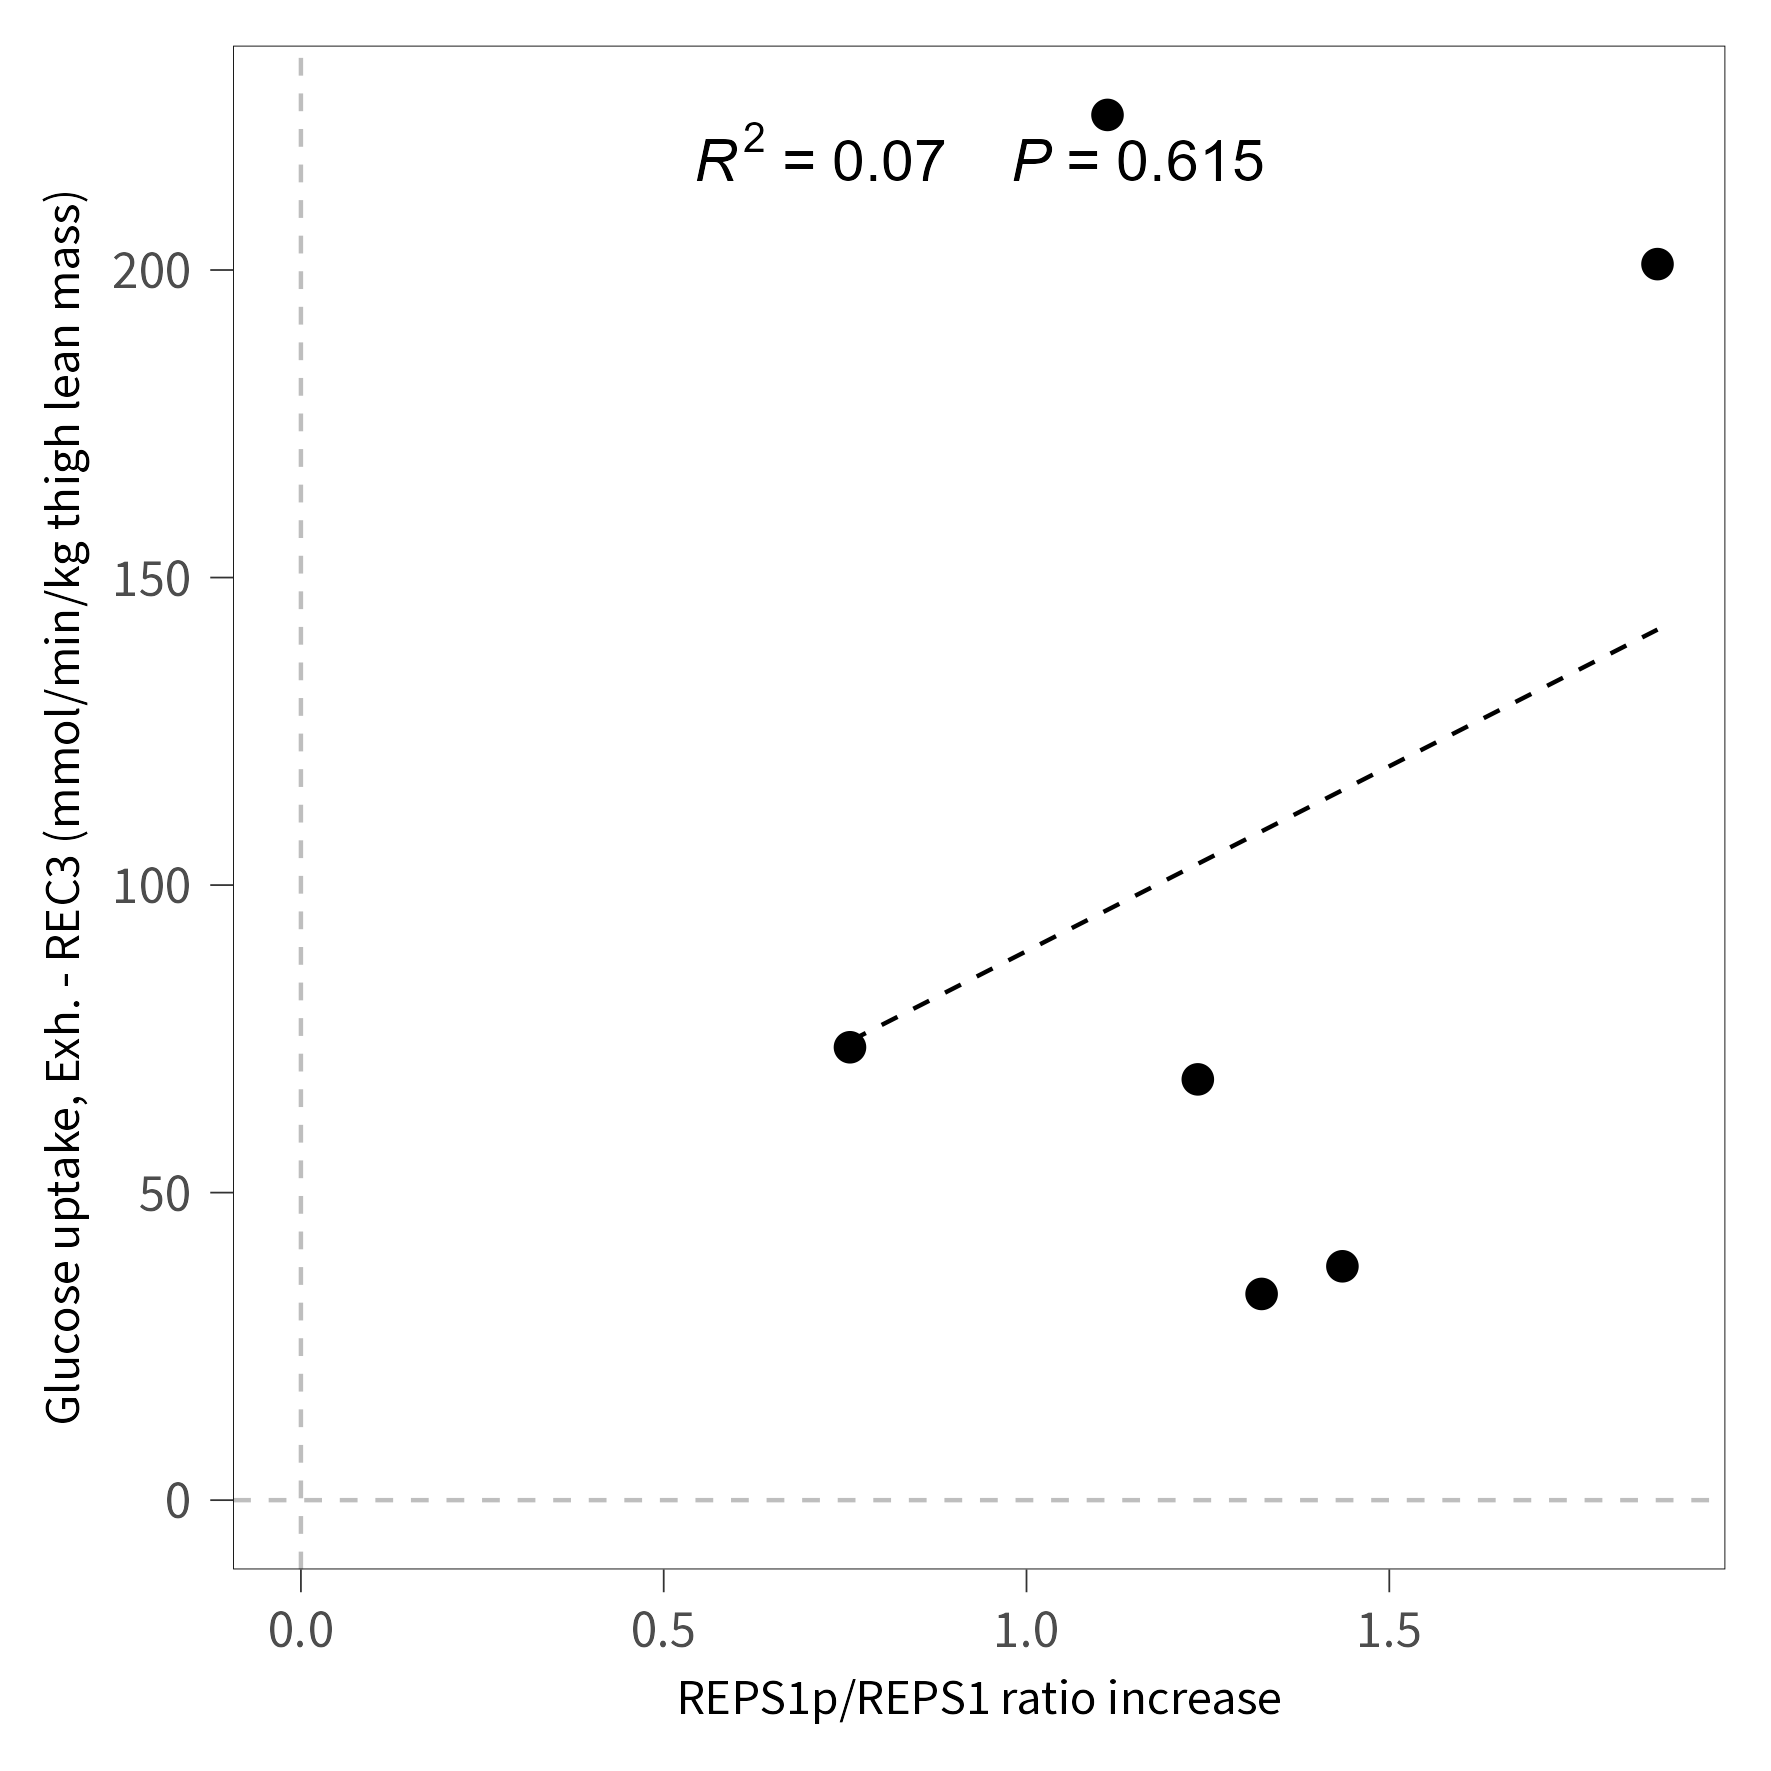 R² = 0.07 P = 0.615
Glucose uptake, Exh. - REC3 (mmol/min/kg thigh lean mass)
200
150
100
50
0
0.0 0.5 1.0 1.5
REPS1p/REPS1 ratio increase